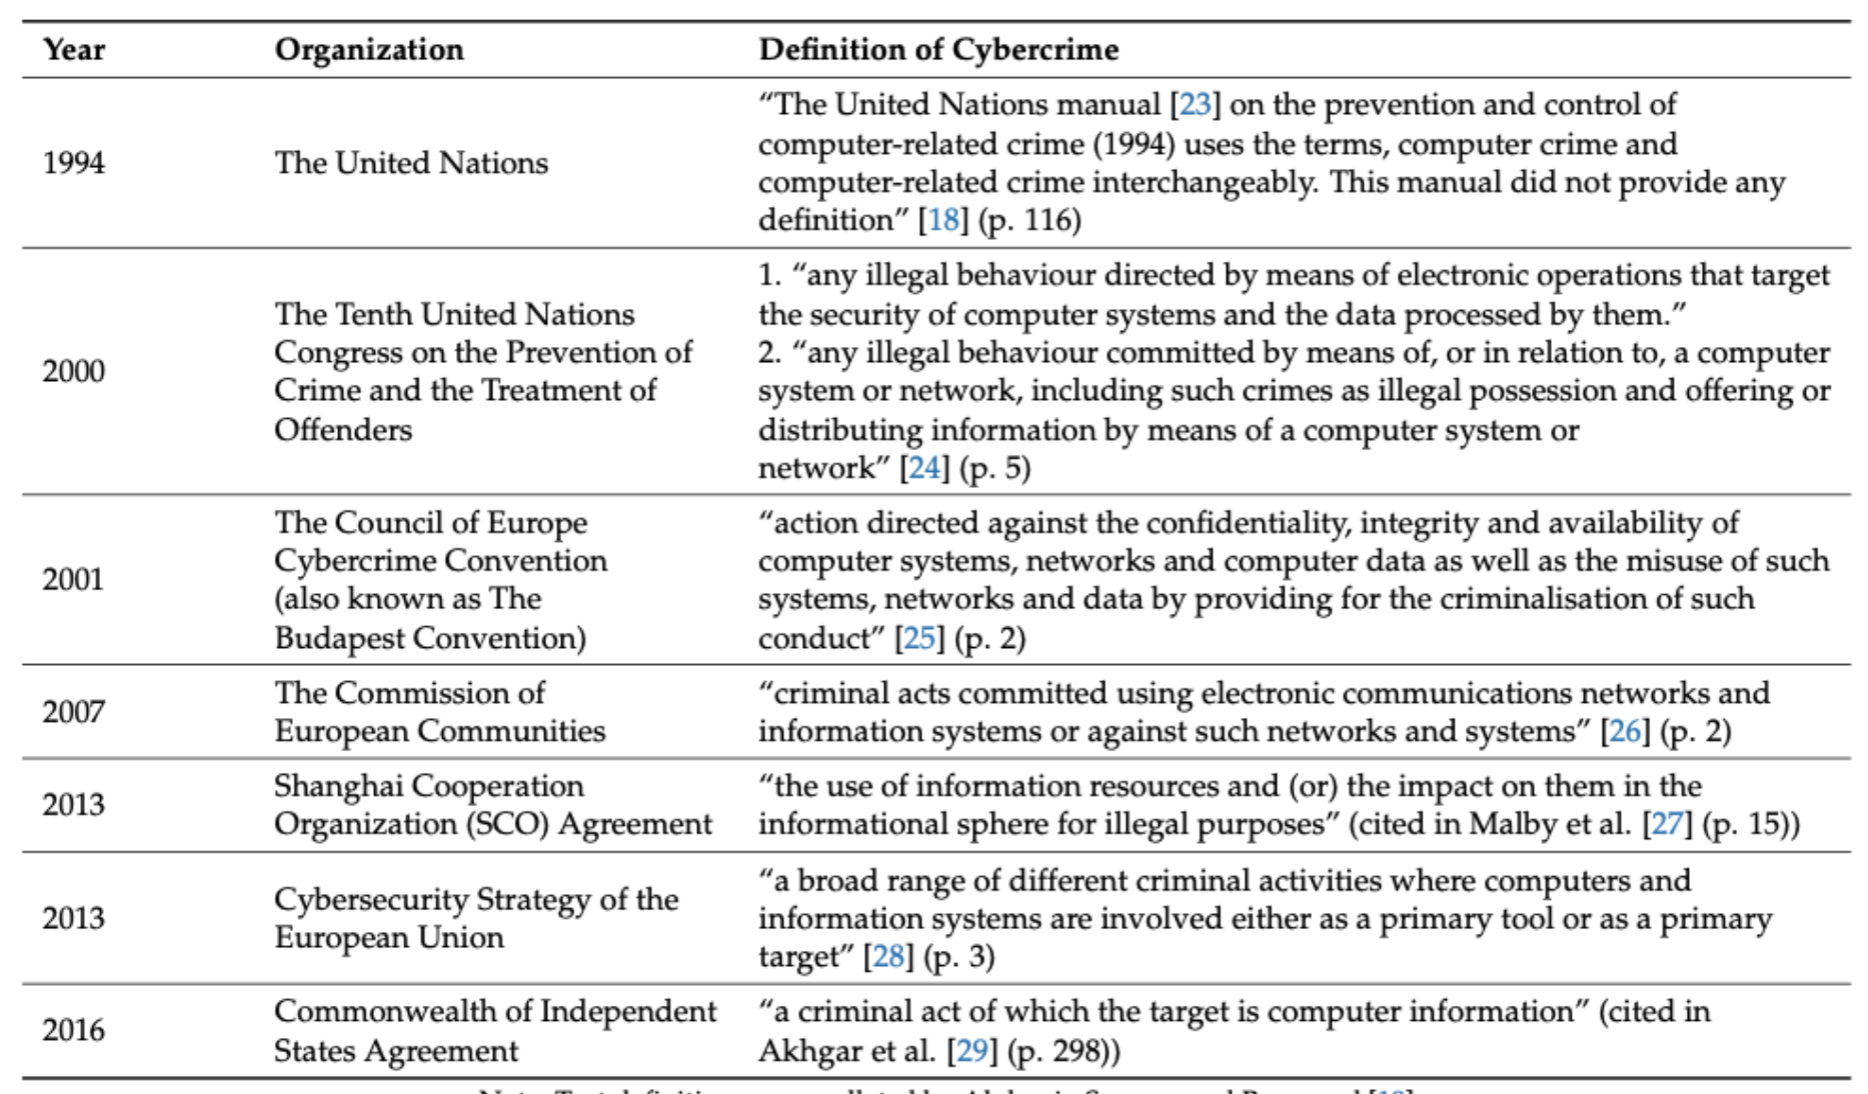 Year Organization Definition of Cybercrime
1994 The United Nations “The United Nations manual [23] on the prevention and control of
computer-related crime (1994) uses the terms, computer crime and
computer-related crime interchangeably. This manual did not provide any
definition” [18] (p. 116)
2000
The Tenth United Nations
Congress on the Prevention of
Crime and the Treatment of
Offenders
1. “any illegal behaviour directed by means of electronic operations that target
the security of computer systems and the data processed by them.”
2. “any illegal behaviour committed by means of, or in relation to, a computer
system or network, including such crimes as illegal possession and offering or
distributing information by means of a computer system or
network” [24] (p. 5)
2001
The Council of Europe
Cybercrime Convention
(also known as The
Budapest Convention)
“action directed against the confidentiality, integrity and availability of
computer systems, networks and computer data as well as the misuse of such
systems, networks and data by providing for the criminalisation of such
conduct” [25] (p. 2)
2007
The Commission of
European Communities
“criminal acts committed using electronic communications networks and
information systems or against such networks and systems” [26] (p. 2)
2013
Shanghai Cooperation
Organization (SCO) Agreement
“the use of information resources and (or) the impact on them in the
informational sphere for illegal purposes” (cited in Malby et al. [27] (p. 15))
2013
Cybersecurity Strategy of the
European Union
“a broad range of different criminal activities where computers and
information systems are involved either as a primary tool or as a primary
target” [28] (p. 3)
2016
Commonwealth of Independent
States Agreement
“a criminal act of which the target is computer information” (cited in
Akhgar et al. [29] (p. 298))